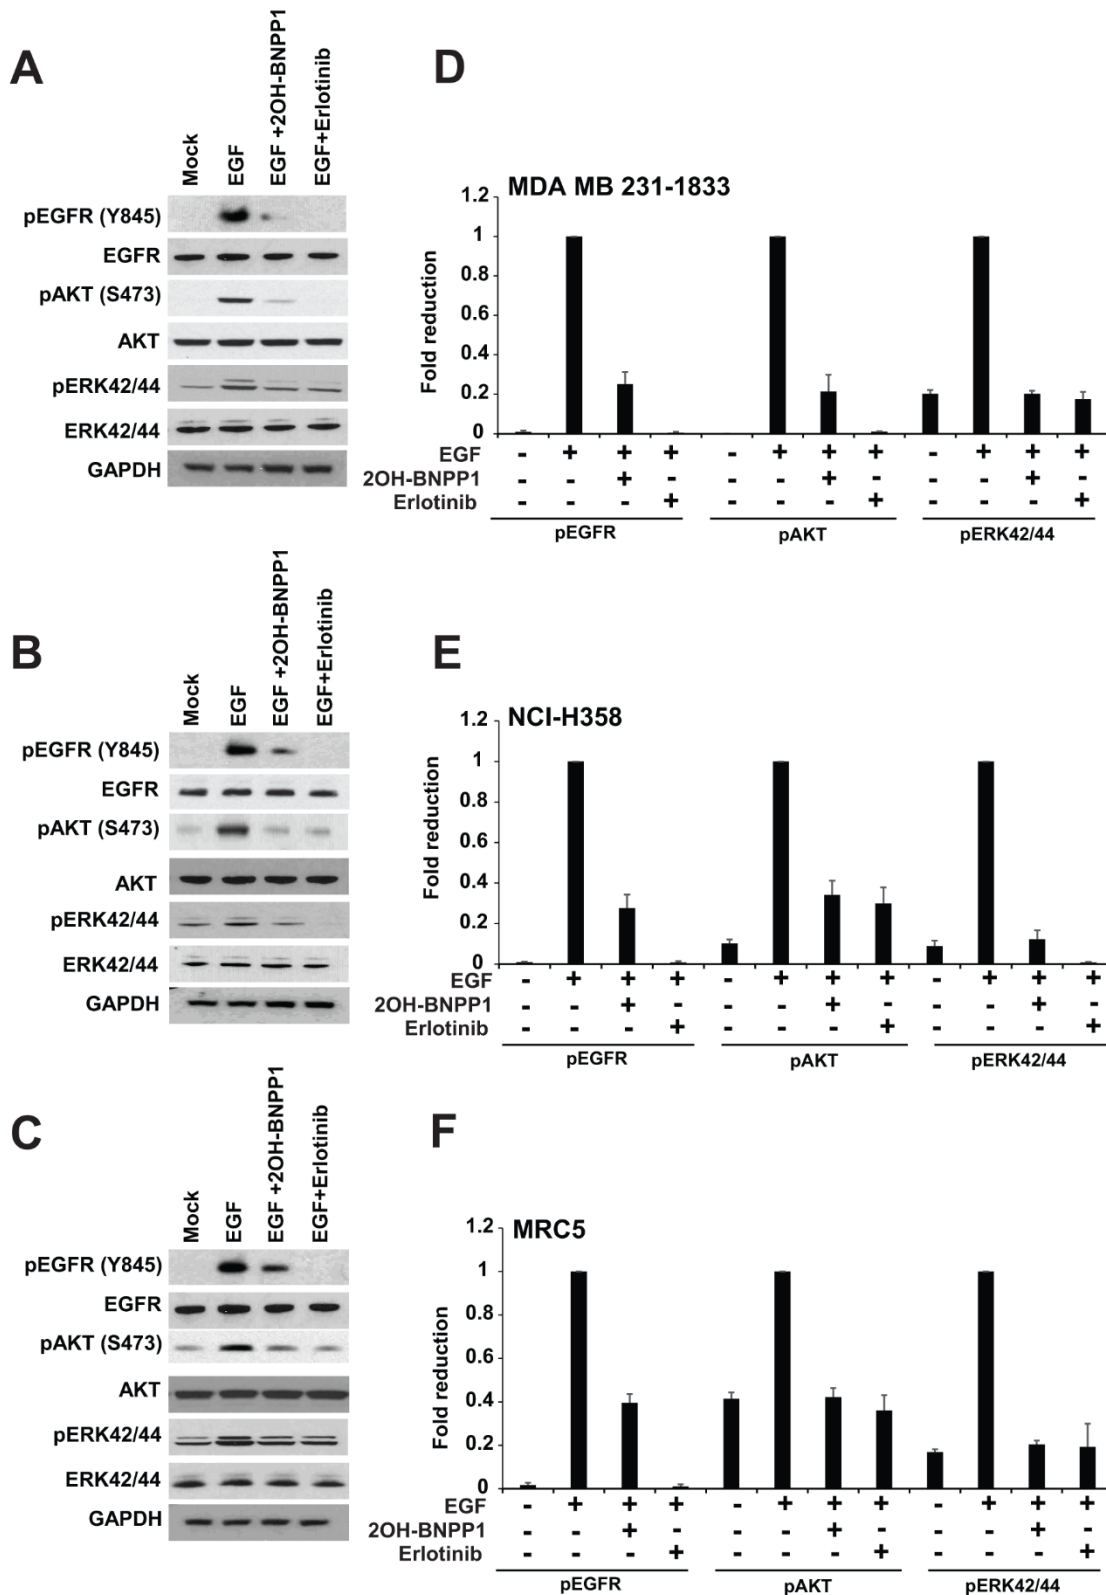 A
Mock
EGF
EGF +2OH-BNPP1
EGF+Erlotinib
pEGFR (Y845)
EGFR
pAKT (S473)
AKT
pERK42/44
ERK42/44
GAPDH
D
MDA MB 231-1833
Fold reduction
1.2
1
0.8
0.6
0.4
0.2
0
EGF - + + + - + + + - + + +
2OH-BNPP1 - - + - - - + - - - + -
Erlotinib - - - + - - - + - - - +
pEGFR pAKT pERK42/44
B
Mock
EGF
EGF +2OH-BNPP1
EGF+Erlotinib
pEGFR (Y845)
EGFR
pAKT (S473)
AKT
pERK42/44
ERK42/44
GAPDH
E
NCI-H358
Fold reduction
1.2
1
0.8
0.6
0.4
0.2
0
EGF - + + + - + + + - + + +
2OH-BNPP1 - - + - - - + - - - + -
Erlotinib - - - + - - - + - - - +
pEGFR pAKT pERK42/44
C
Mock
EGF
EGF +2OH-BNPP1
EGF+Erlotinib
pEGFR (Y845)
EGFR
pAKT (S473)
AKT
pERK42/44
ERK42/44
GAPDH
F
MRC5
Fold reduction
1.2
1
0.8
0.6
0.4
0.2
0
EGF - + + + - + + + - + + +
2OH-BNPP1 - - + - - - + - - - + -
Erlotinib - - - + - - - + - - - +
pEGFR pAKT pERK42/44